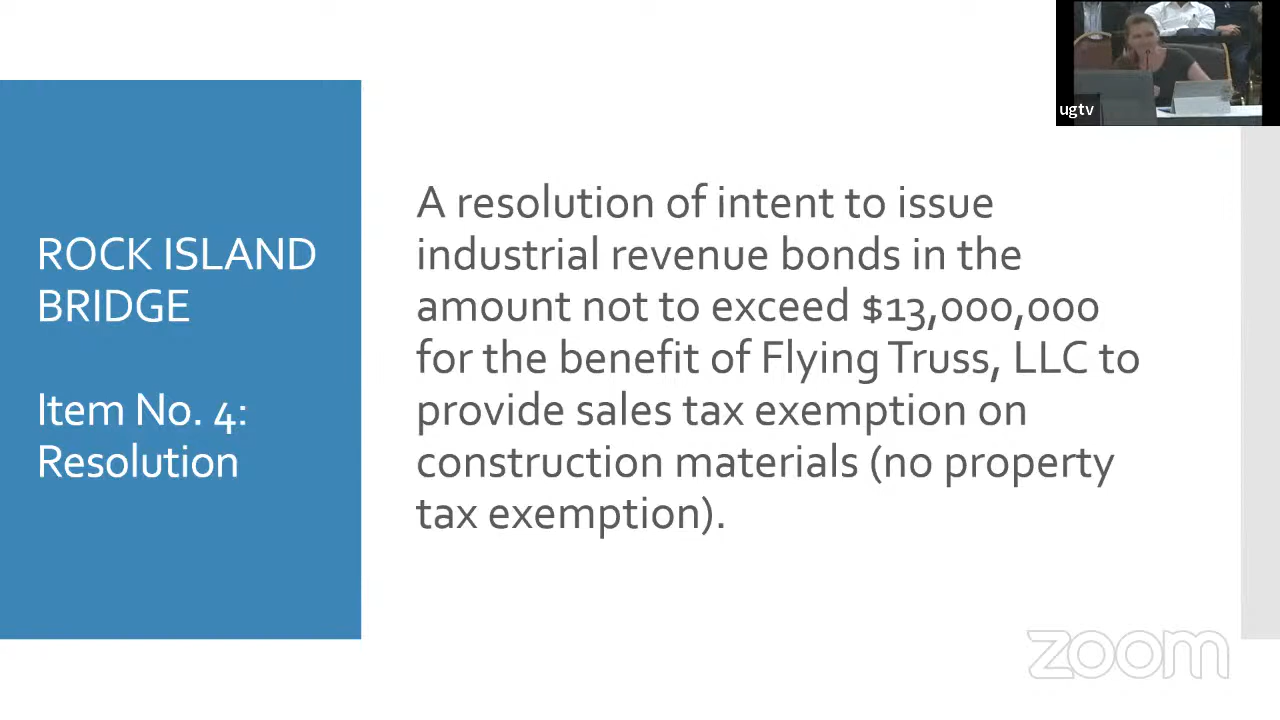 ugtv
ROCK ISLAND
BRIDGE
Item No. 4:
Resolution
A resolution of intent to issue
industrial revenue bonds in the
amount not to exceed $13,000,000
for the benefit of Flying Truss, LLC to
provide sales tax exemption on
construction materials (no property
tax exemption).
zoom